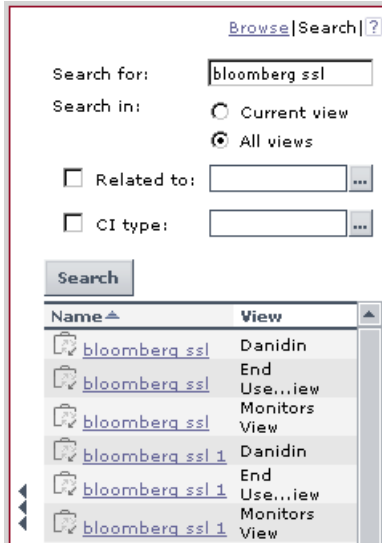 Browse|Search|?
Search for: bloomberg ssl
Search in: Current view
All views
Related to: ...
CI type: ...
Search
Name View
bloomberg ssl Danidin
bloomberg ssl End Use...iew
bloomberg ssl Monitors View
bloomberg ssl 1 Danidin
bloomberg ssl 1 End Use...iew
bloomberg ssl 1 Monitors View